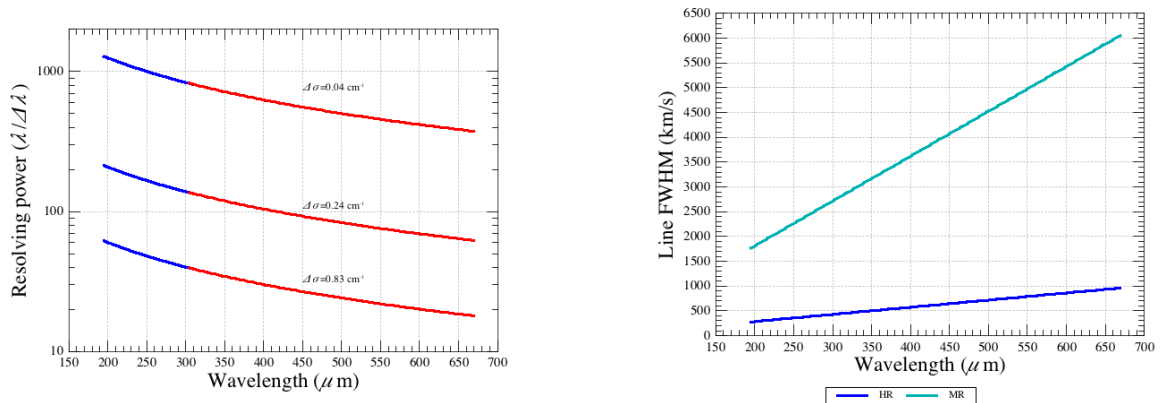 Resolving power (λ/Δλ)
1000
100
10
Δσ=0.04 cm⁻¹
Δσ=0.24 cm⁻¹
Δσ=0.83 cm⁻¹
150 200 250 300 350 400 450 500 550 600 650 700
Wavelength (μm)
Line FWHM (km/s)
6500
6000
5500
5000
4500
4000
3500
3000
2500
2000
1500
1000
500
0
150 200 250 300 350 400 450 500 550 600 650 700
Wavelength (μm)
HR MR